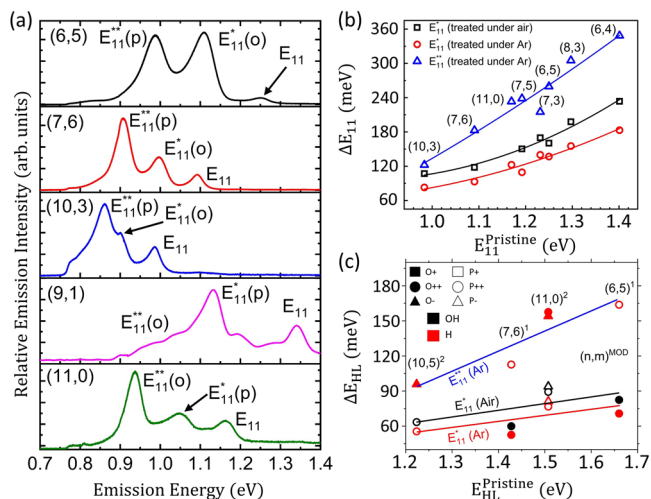 (a)
Relative Emission Intensity (arb. units)
(6,5)
E**11(p)
E*11(o)
E11
(7,6)
E**11(p)
E*11(o)
E11
(10,3)
E**11(p)
E*11(o)
E11
(9,1)
E**11(o)
E*11(p)
E11
(11,0)
E**11(o)
E*11(p)
E11
0.7 0.8 0.9 1.0 1.1 1.2 1.3 1.4
Emission Energy (eV)
(b)
ΔE11 (meV)
360
300
240
180
120
60
E*11 (treated under air)
E*11 (treated under Ar)
E**11 (treated under Ar)
(10,3)
(7,6)
(11,0)
(7,5)
(7,3)
(6,5)
(8,3)
(6,4)
0.9 1.0 1.1 1.2 1.3 1.4
E11^Pristine (eV)
(c)
ΔEHL (meV)
180
150
120
90
60
30
O+ P+
O++ P++
O- P-
OH
H
(10,5)²
(7,6)¹
(11,0)²
(6,5)¹
(n,m)^MOD
E**11 (Ar)
E*11 (Air)
E*11 (Ar)
1.2 1.3 1.4 1.5 1.6 1.7
EHL^Pristine (eV)